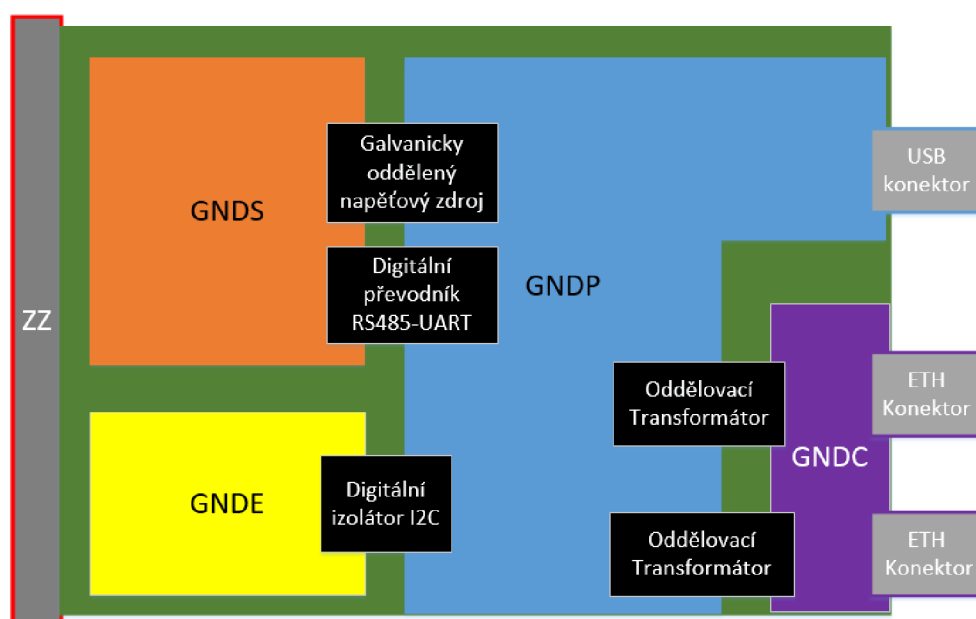 ZZ
GNDS
Galvanicky
oddělený
napěťový zdroj
Digitální
převodník
RS485-UART
GNDP
USB
konektor
GNDE
Digitální
izolátor I2C
Oddělovací
Transformátor
ETH
Konektor
GNDC
Oddělovací
Transformátor
ETH
Konektor